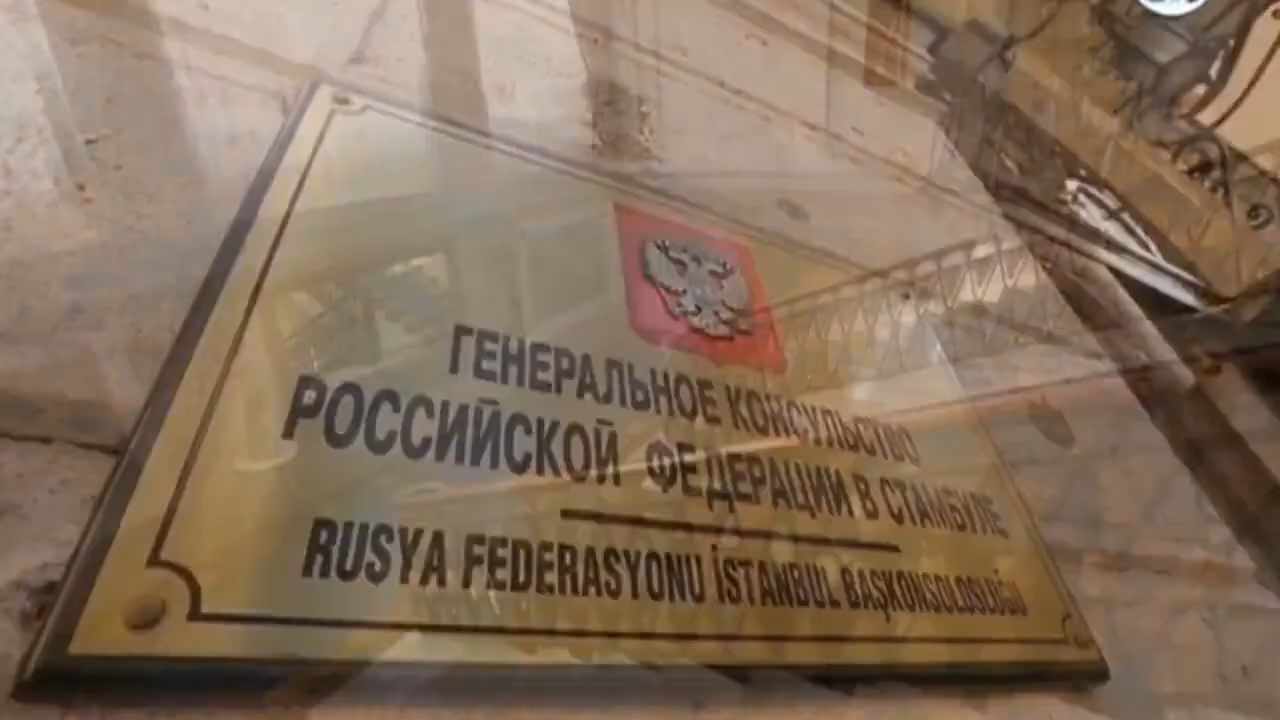 ГЕНЕРАЛЬНОЕ КОНСУЛЬСТВО
РОССИЙСКОЙ ФЕДЕРАЦИИ В СТАМБУЛЕ
RUSYA FEDERASYONU İSTANBUL BAŞKONSOLOSLUĞU